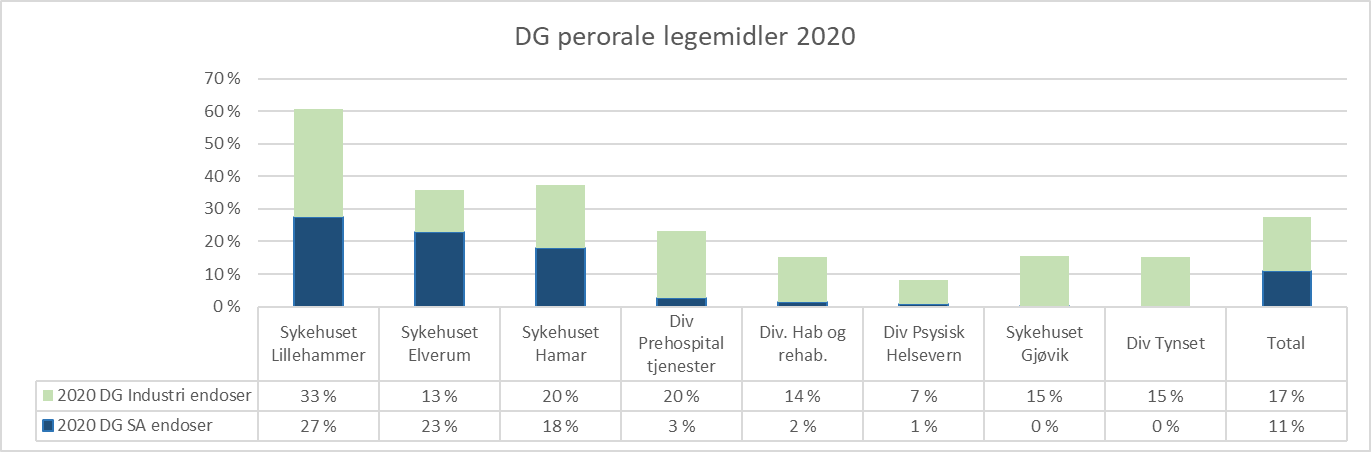 DG perorale legemidler 2020
70 %
60 %
50 %
40 %
30 %
20 %
10 %
0 %
Sykehuset Lillehammer
Sykehuset Elverum
Sykehuset Hamar
Div Prehospital tjenester
Div. Hab og rehab.
Div Psysisk Helsevern
Sykehuset Gjøvik
Div Tynset
Total
2020 DG Industri endoser 33 % 13 % 20 % 20 % 14 % 7 % 15 % 15 % 17 %
2020 DG SA endoser 27 % 23 % 18 % 3 % 2 % 1 % 0 % 0 % 11 %